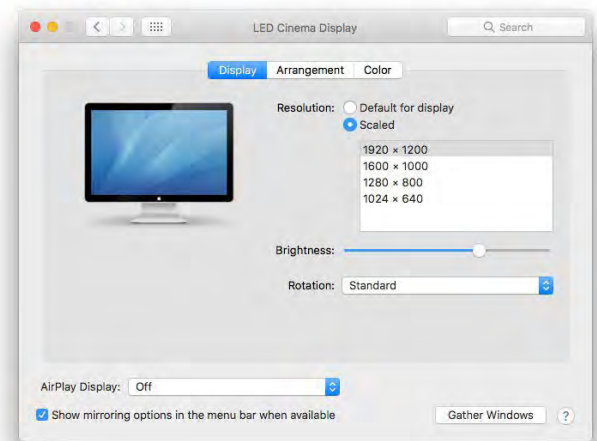 LED Cinema Display
Search
Display Arrangement Color
Resolution: Default for display
Scaled
1920 × 1200
1600 × 1000
1280 × 800
1024 × 640
Brightness:
Rotation: Standard
AirPlay Display: Off
Show mirroring options in the menu bar when available
Gather Windows ?